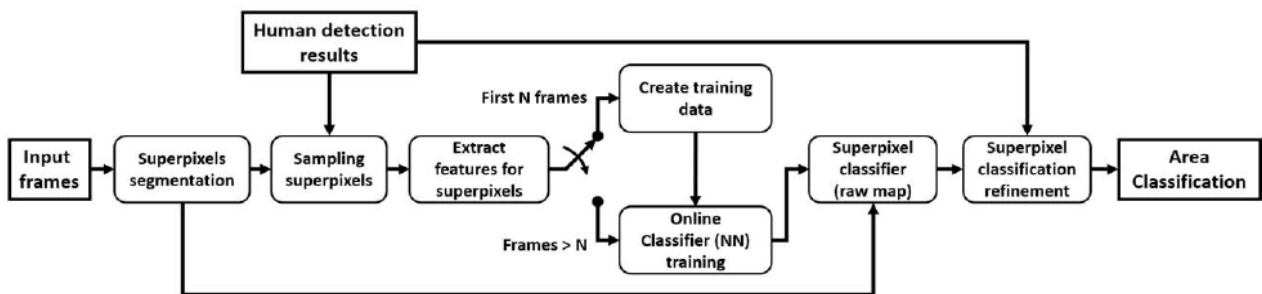 Human detection
results
First N frames
Create training
data
Input
frames
Superpixels
segmentation
Sampling
superpixels
Extract
features for
superpixels
Superpixel
classifier
(raw map)
Superpixel
classification
refinement
Area
Classification
Frames > N
Online
Classifier (NN)
training